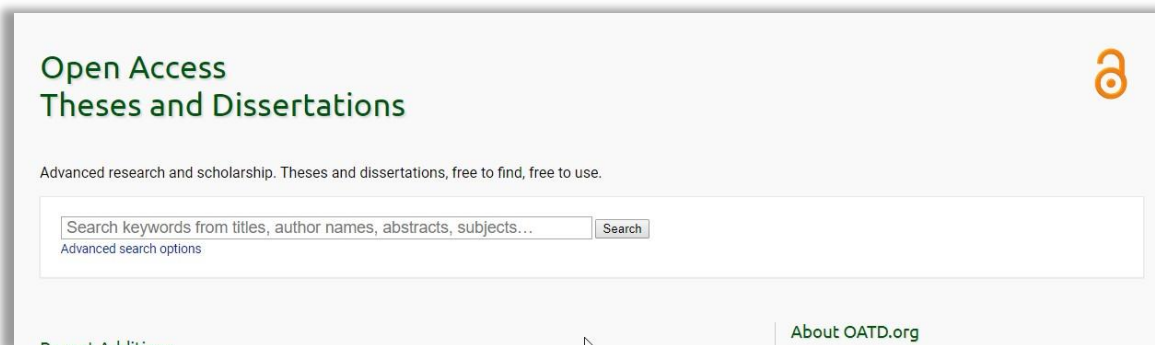 Open Access
Theses and Dissertations
Advanced research and scholarship. Theses and dissertations, free to find, free to use.
Search keywords from titles, author names, abstracts, subjects...
Search
Advanced search options
About OATD.org